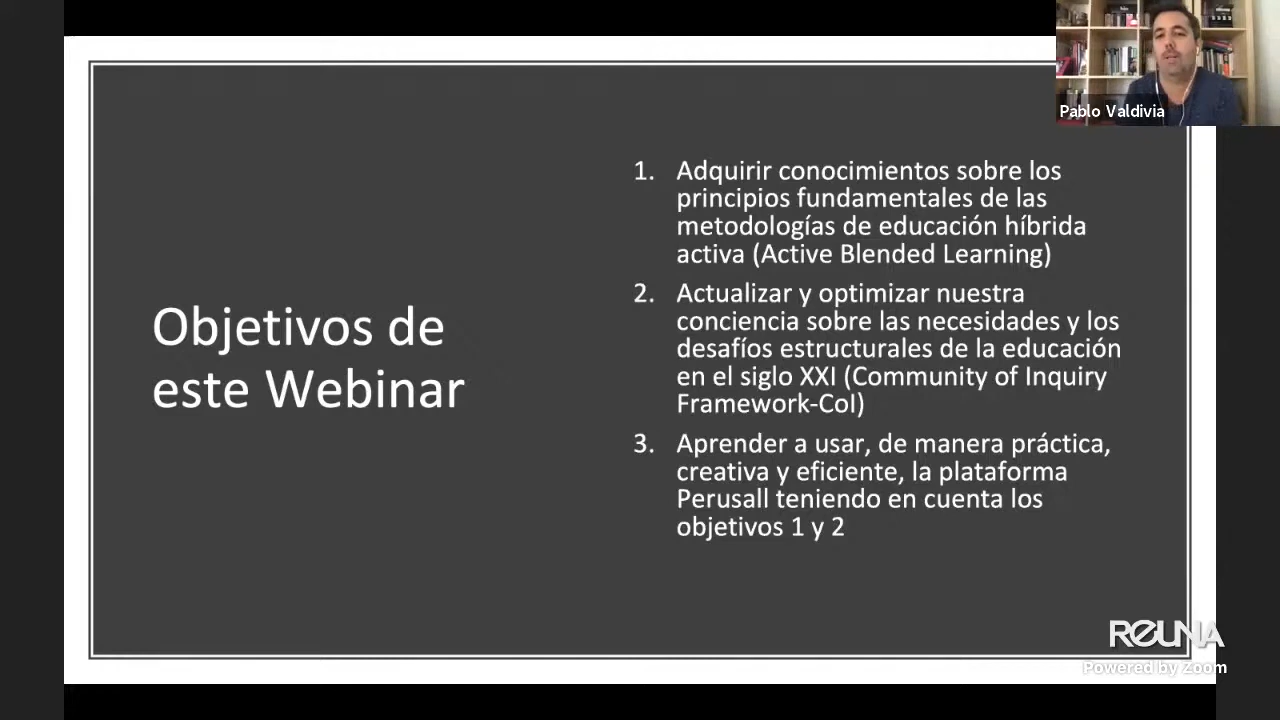 Pablo Valdivia
Objetivos de
este Webinar
1. Adquirir conocimientos sobre los
principios fundamentales de las
metodologías de educación híbrida
activa (Active Blended Learning)
2. Actualizar y optimizar nuestra
conciencia sobre las necesidades y los
desafíos estructurales de la educación
en el siglo XXI (Community of Inquiry
Framework-CoI)
3. Aprender a usar, de manera práctica,
creativa y eficiente, la plataforma
Perusall teniendo en cuenta los
objetivos 1 y 2
REUNA
Powered by Zoom